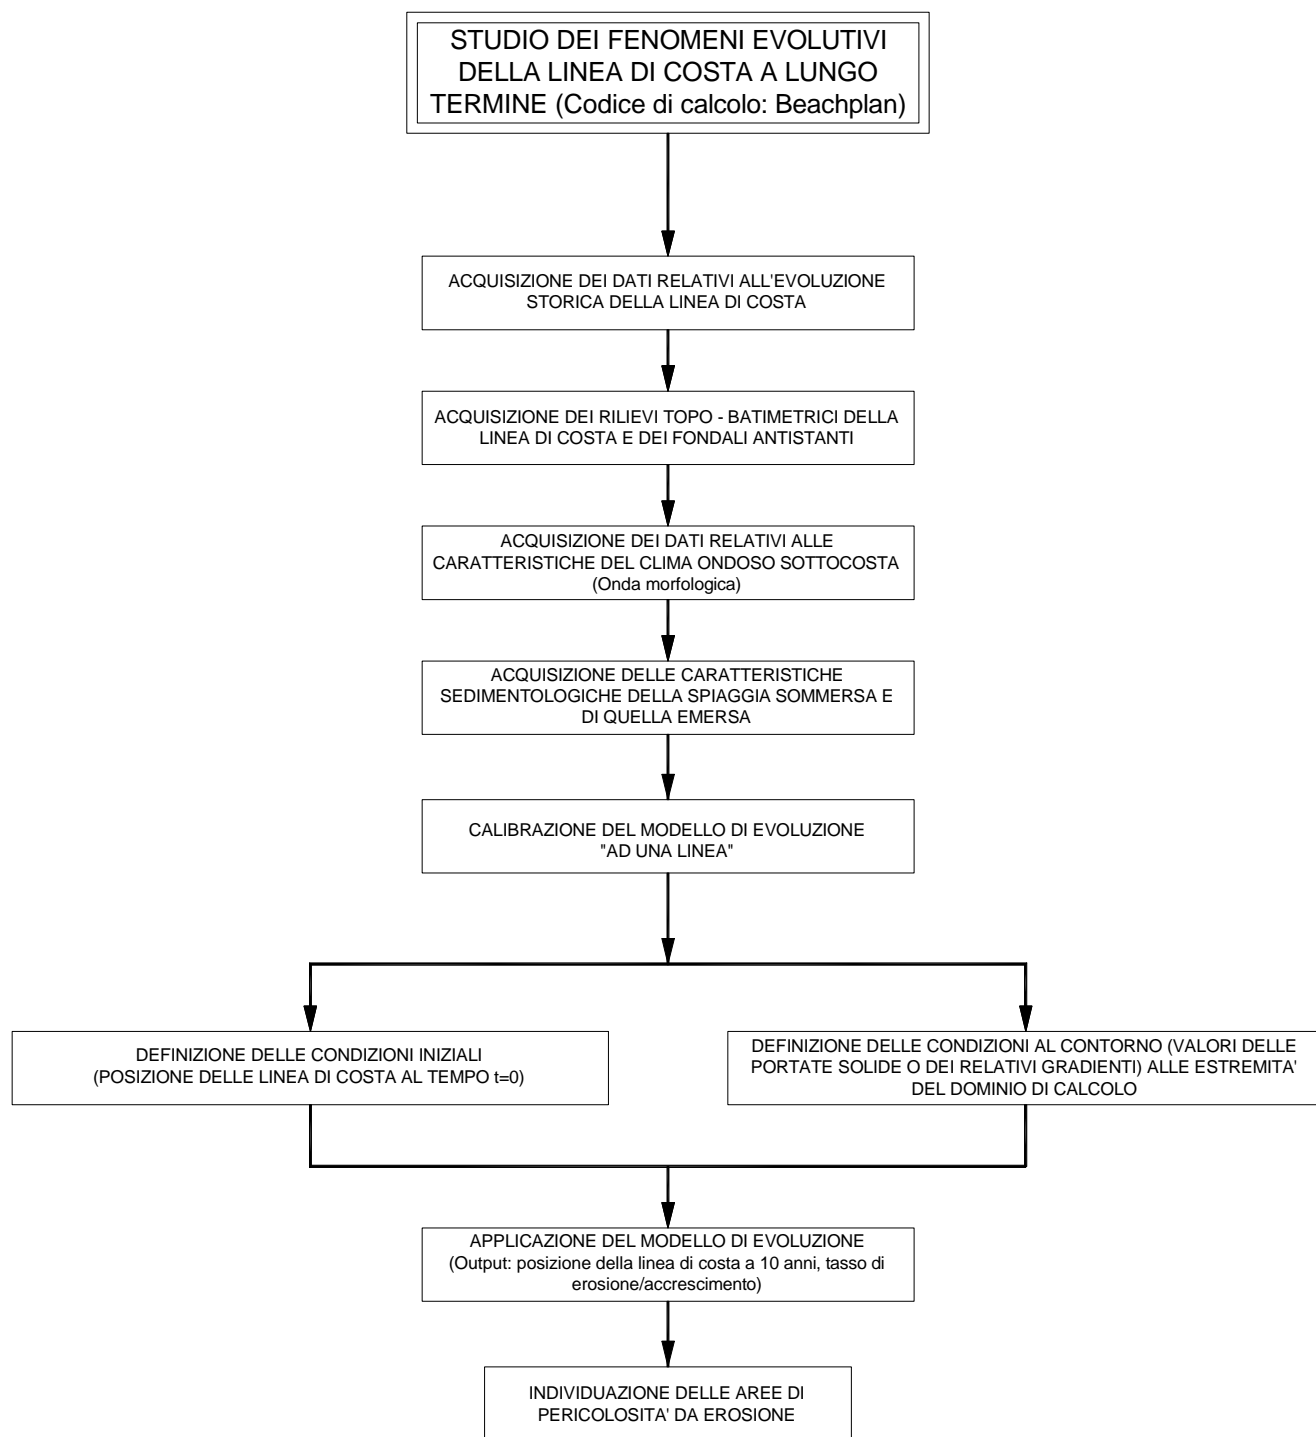 STUDIO DEI FENOMENI EVOLUTIVI
DELLA LINEA DI COSTA A LUNGO
TERMINE (Codice di calcolo: Beachplan)
ACQUISIZIONE DEI DATI RELATIVI ALL'EVOLUZIONE
STORICA DELLA LINEA DI COSTA
ACQUISIZIONE DEI RILIEVI TOPO - BATIMETRICI DELLA
LINEA DI COSTA E DEI FONDALI ANTISTANTI
ACQUISIZIONE DEI DATI RELATIVI ALLE
CARATTERISTICHE DEL CLIMA ONDOSO SOTTOCOSTA
(Onda morfologica)
ACQUISIZIONE DELLE CARATTERISTICHE
SEDIMENTOLOGICHE DELLA SPIAGGIA SOMMERSA E
DI QUELLA EMERSA
CALIBRAZIONE DEL MODELLO DI EVOLUZIONE
"AD UNA LINEA"
DEFINIZIONE DELLE CONDIZIONI INIZIALI
(POSIZIONE DELLE LINEA DI COSTA AL TEMPO t=0)
DEFINIZIONE DELLE CONDIZIONI AL CONTORNO (VALORI DELLE
PORTATE SOLIDE O DEI RELATIVI GRADIENTI) ALLE ESTREMITA'
DEL DOMINIO DI CALCOLO
APPLICAZIONE DEL MODELLO DI EVOLUZIONE
(Output: posizione della linea di costa a 10 anni, tasso di
erosione/accrescimento)
INDIVIDUAZIONE DELLE AREE DI
PERICOLOSITA' DA EROSIONE